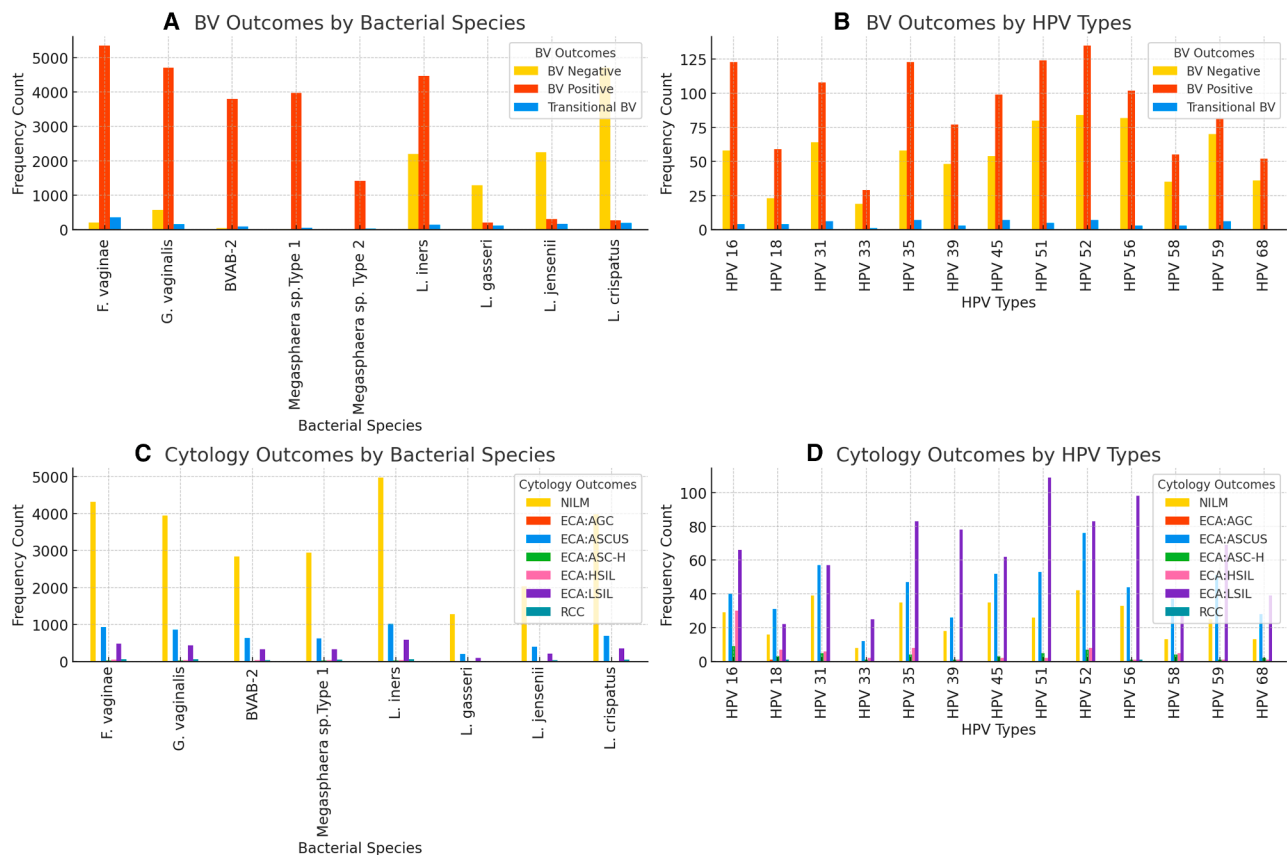 A BV Outcomes by Bacterial Species
Frequency Count
5000
4000
3000
2000
1000
0
BV Outcomes
BV Negative
BV Positive
Transitional BV
F. vaginae
G. vaginalis
BVAB-2
Megasphaera sp.Type 1
Megasphaera sp. Type 2
L. iners
L. gasseri
L. jensenii
L. crispatus
Bacterial Species
B BV Outcomes by HPV Types
Frequency Count
125
100
75
50
25
0
BV Outcomes
BV Negative
BV Positive
Transitional BV
HPV 16
HPV 18
HPV 31
HPV 33
HPV 35
HPV 39
HPV 45
HPV 51
HPV 52
HPV 56
HPV 58
HPV 59
HPV 68
HPV Types
C Cytology Outcomes by Bacterial Species
Frequency Count
5000
4000
3000
2000
1000
0
Cytology Outcomes
NILM
ECA:AGC
ECA:ASCUS
ECA:ASC-H
ECA:HSIL
ECA:LSIL
RCC
F. vaginae
G. vaginalis
BVAB-2
Megasphaera sp.Type 1
L. iners
L. gasseri
L. jensenii
L. crispatus
Bacterial Species
D Cytology Outcomes by HPV Types
Frequency Count
100
80
60
40
20
0
Cytology Outcomes
NILM
ECA:AGC
ECA:ASCUS
ECA:ASC-H
ECA:HSIL
ECA:LSIL
RCC
HPV 16
HPV 18
HPV 31
HPV 33
HPV 35
HPV 39
HPV 45
HPV 51
HPV 52
HPV 56
HPV 58
HPV 59
HPV 68
HPV Types